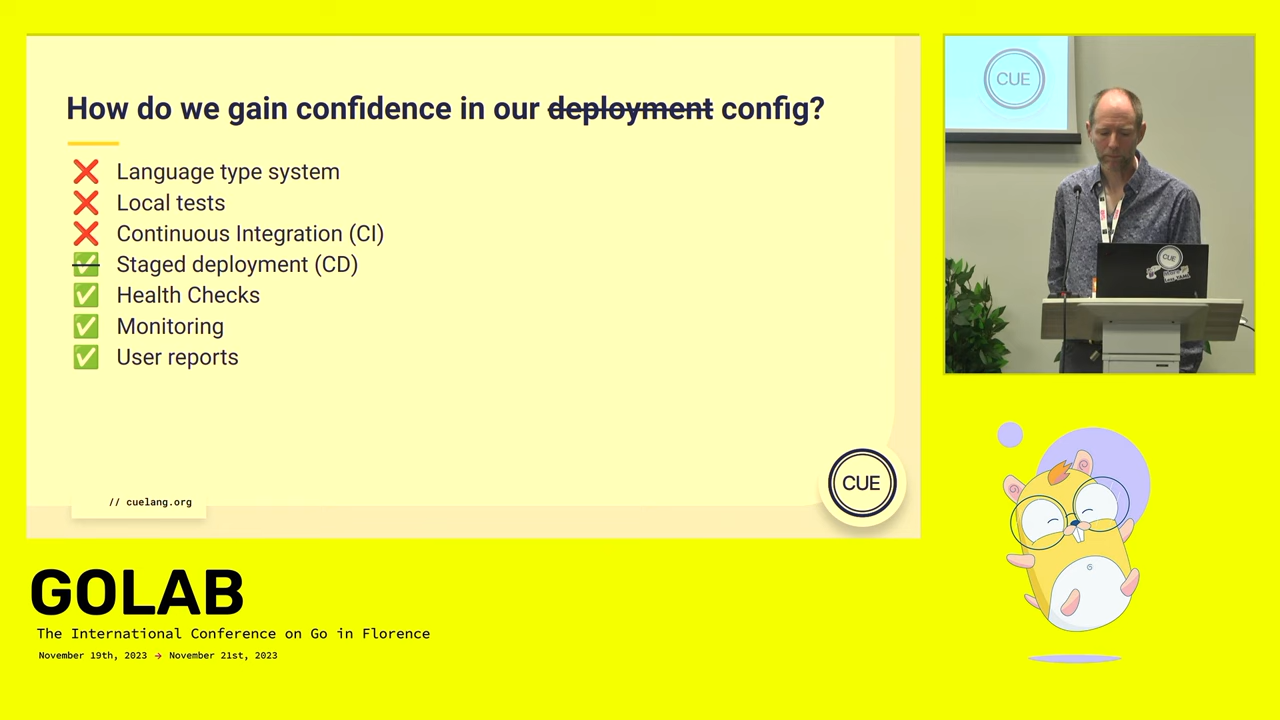 How do we gain confidence in our deployment config?
❌ Language type system
❌ Local tests
❌ Continuous Integration (CI)
✅ Staged deployment (CD)
✅ Health Checks
✅ Monitoring
✅ User reports
// cuelang.org
CUE
CUE
CUE
GOLAB
The International Conference on Go in Florence
November 19th, 2023 → November 21st, 2023